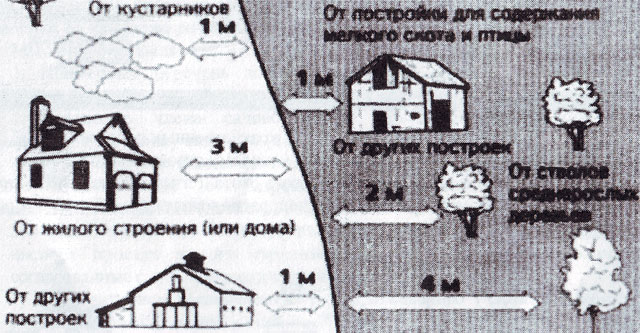 От кустарников
1 м
От постройки для содержания
мелкого скота и птицы
1 м
От других построек
3 м
От жилого строения (или дома)
От стволов
среднерослых
деревьев
2 м
От других
построек
1 м
4 м